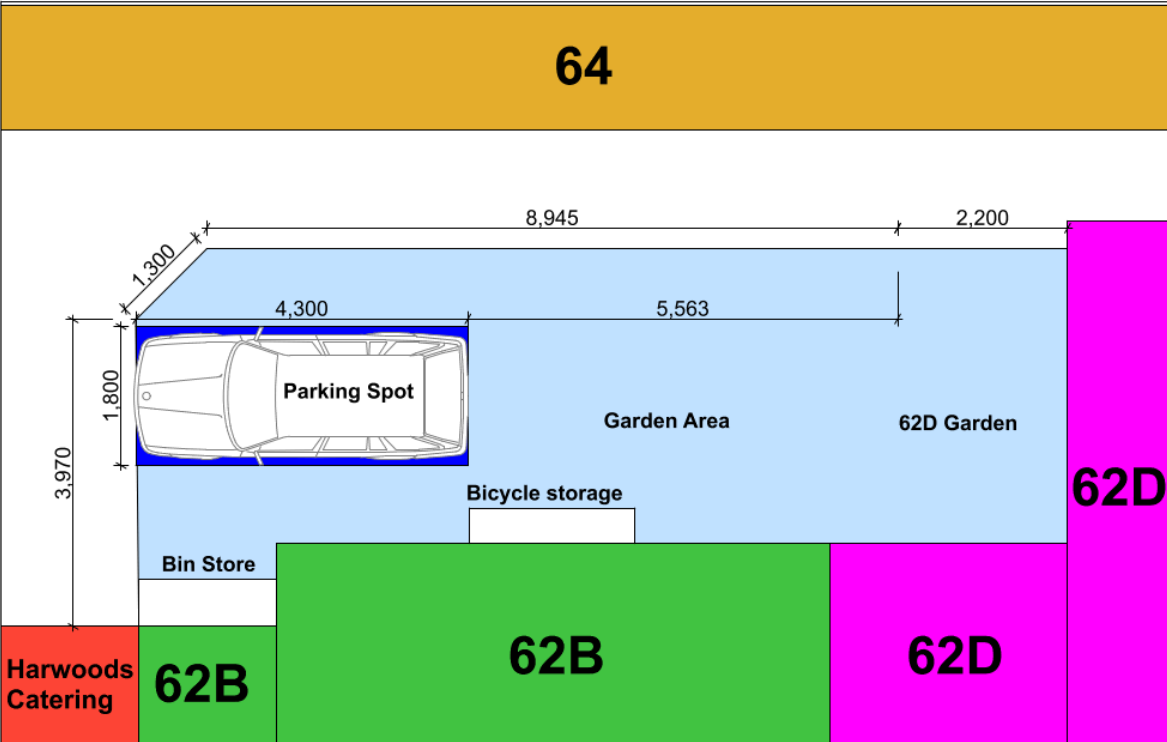 64
8,945
2,200
1,300
4,300
5,563
1,800
Parking Spot
Garden Area
62D Garden
3,970
62D
Bicycle storage
Bin Store
Harwoods
Catering
62B
62B
62D